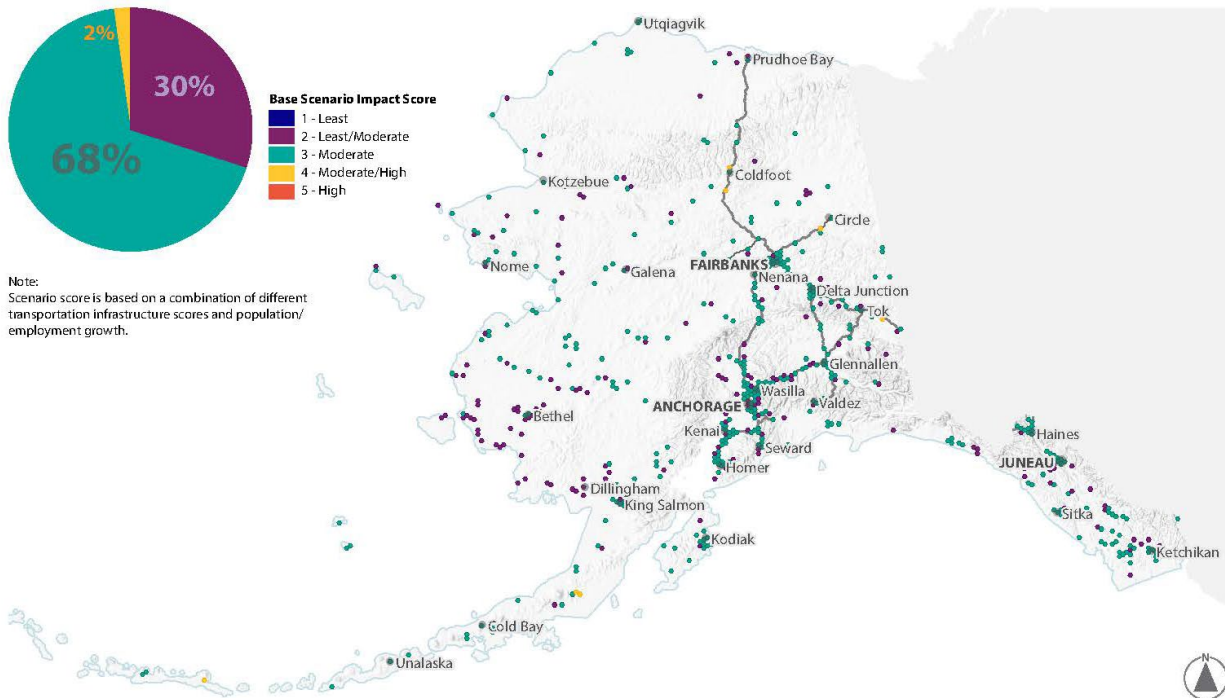 2%
30%
68%
Base Scenario Impact Score
1 - Least
2 - Least/Moderate
3 - Moderate
4 - Moderate/High
5 - High
Note:
Scenario score is based on a combination of different
transportation infrastructure scores and population/
employment growth.
Utqiagvik
Prudhoe Bay
Coldfoot
Kotzebue
Circle
Nome
Galena
FAIRBANKS
Nenana
Delta Junction
Tok
Glennallen
Wasilla
ANCHORAGE
Valdez
Bethel
Kenai
Seward
Homer
Haines
JUNEAU
Dillingham
King Salmon
Sitka
Kodiak
Ketchikan
Cold Bay
Unalaska
N